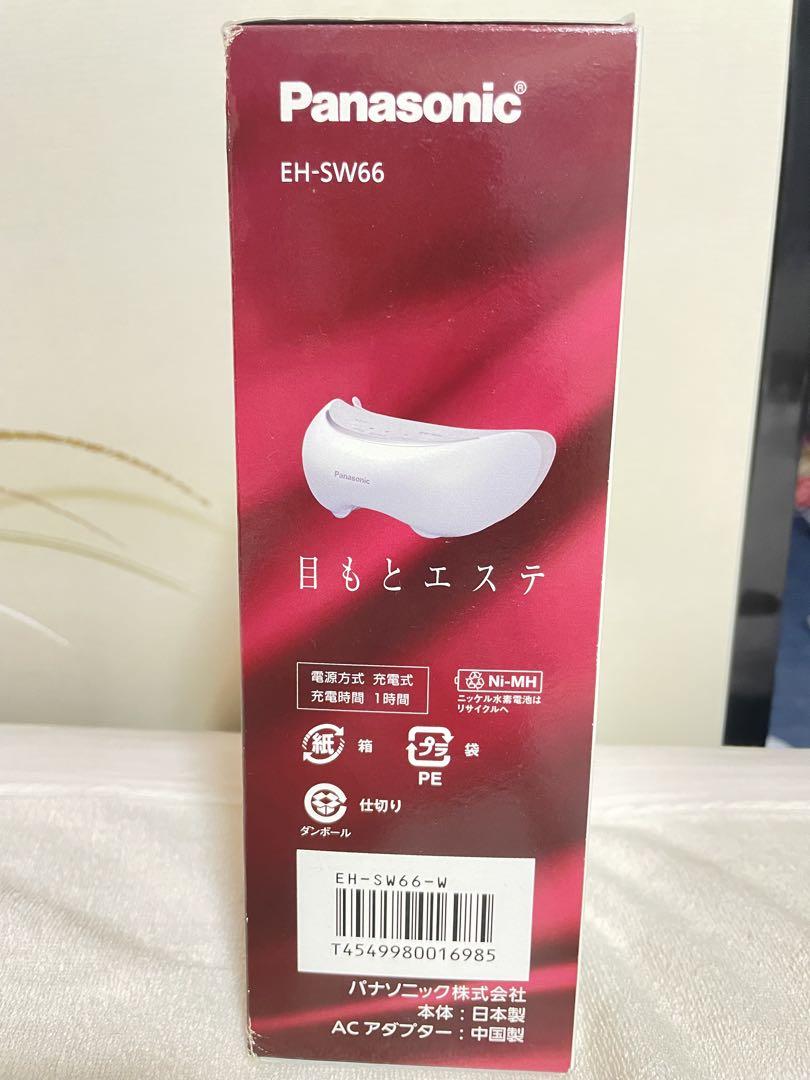 Panasonic®
EH-SW66
Panasonic
目もとエステ
電源方式 充電式
充電時間 1時間
Ni-MH
ニッケル水素電池は
リサイクルへ
紙 箱
プラ 袋
PE
仕切り
ダンボール
EH-SW66-W
T4549980016985
パナソニック株式会社
本体:日本製
ACアダプター:中国製